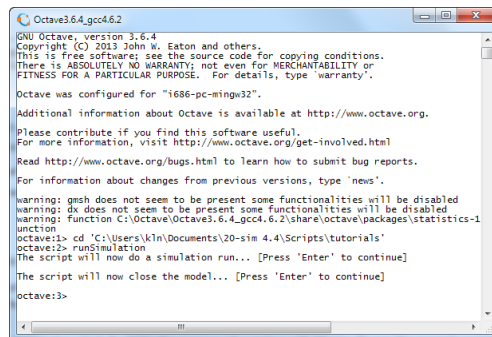 Octave3.6.4_gcc4.6.2
GNU Octave, version 3.6.4
Copyright (C) 2013 John W. Eaton and others.
This is free software; see the source code for copying conditions.
There is ABSOLUTELY NO WARRANTY; not even for MERCHANTABILITY or
FITNESS FOR A PARTICULAR PURPOSE.  For details, type `warranty'.
Octave was configured for "i686-pc-mingw32".
Additional information about Octave is available at http://www.octave.org.
Please contribute if you find this software useful.
For more information, visit http://www.octave.org/get-involved.html
Read http://www.octave.org/bugs.html to learn how to submit bug reports.
For information about changes from previous versions, type `news'.
warning: gmsh does not seem to be present some functionalities will be disabled
warning: dx does not seem to be present some functionalities will be disabled
warning: function C:\Octave\Octave3.6.4_gcc4.6.2\share\octave\packages\statistics-1
unction
octave:1> cd 'C:\Users\kln\Documents\20-sim 4.4\Scripts\tutorials'
octave:2> runSimulation
The script will now do a simulation run... [Press 'Enter' to continue]
The script will now close the model... [Press 'Enter' to continue]
octave:3>